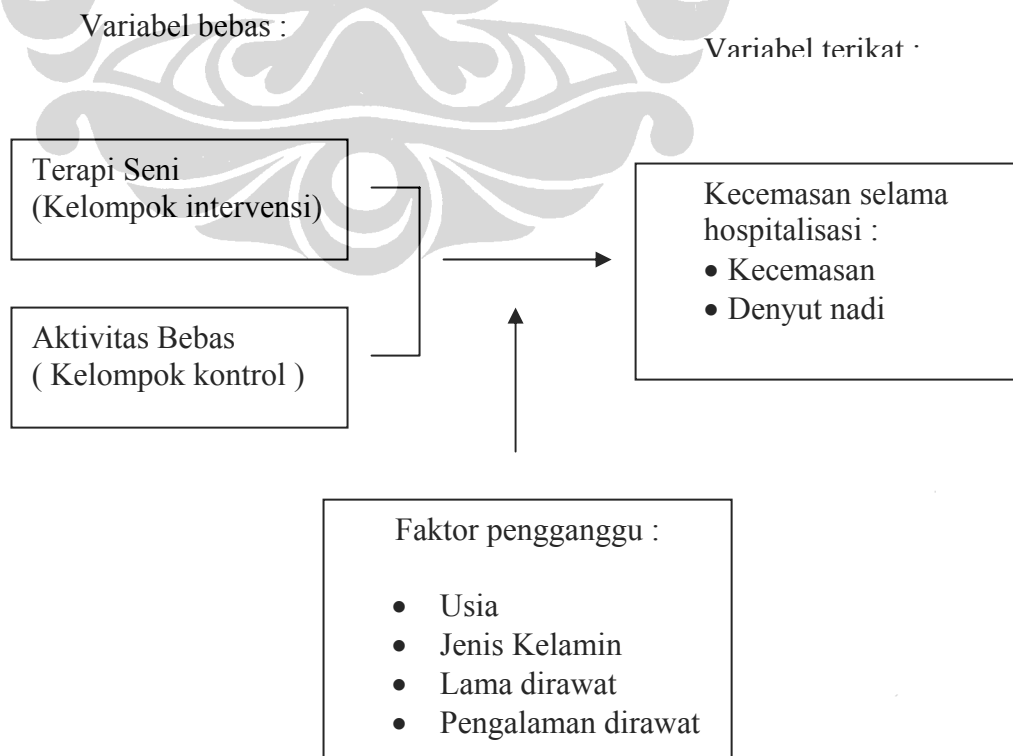 Variabel bebas :
Variabel terikat :
Terapi Seni
(Kelompok intervensi)
Kecemasan selama
hospitalisasi :
• Kecemasan
• Denyut nadi
Aktivitas Bebas
( Kelompok kontrol )
Faktor pengganggu :
• Usia
• Jenis Kelamin
• Lama dirawat
• Pengalaman dirawat